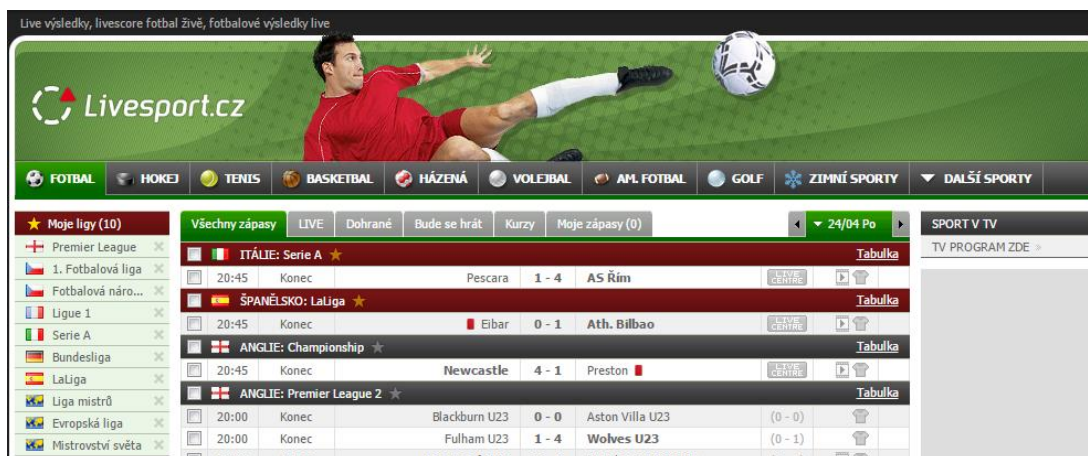 Live výsledky, livescore fotbal živě, fotbalové výsledky live
Livesport.cz
FOTBAL HOKEJ TENIS BASKETBAL HÁZENÁ VOLEJBAL AM. FOTBAL GOLF ZIMNÍ SPORTY DALŠÍ SPORTY
Moje ligy (10)
Premier League
1. Fotbalová liga
Fotbalová náro...
Ligue 1
Serie A
Bundesliga
LaLiga
Liga mistrů
Evropská liga
Mistrovství světa
Všechny zápasy LIVE Dohrané Bude se hrát Kurzy Moje zápasy (0) 24/04 Po
ITÁLIE: Serie A Tabulka
20:45 Konec Pescara 1 - 4 AS Řím LIVE CENTRE
ŠPANĚLSKO: LaLiga Tabulka
20:45 Konec Eibar 0 - 1 Ath. Bilbao LIVE CENTRE
ANGLIE: Championship Tabulka
20:45 Konec Newcastle 4 - 1 Preston LIVE CENTRE
ANGLIE: Premier League 2 Tabulka
20:00 Konec Blackburn U23 0 - 0 Aston Villa U23 (0 - 0)
20:00 Konec Fulham U23 1 - 4 Wolves U23 (0 - 1)
SPORT V TV
TV PROGRAM ZDE »